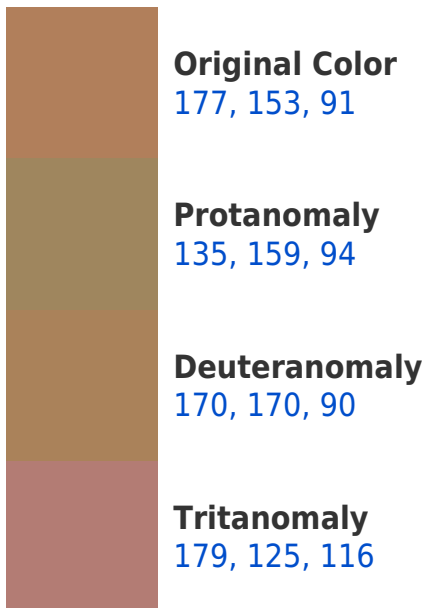 Original Color
177, 153, 91
Protanomaly
135, 159, 94
Deuteranomaly
170, 170, 90
Tritanomaly
179, 125, 116